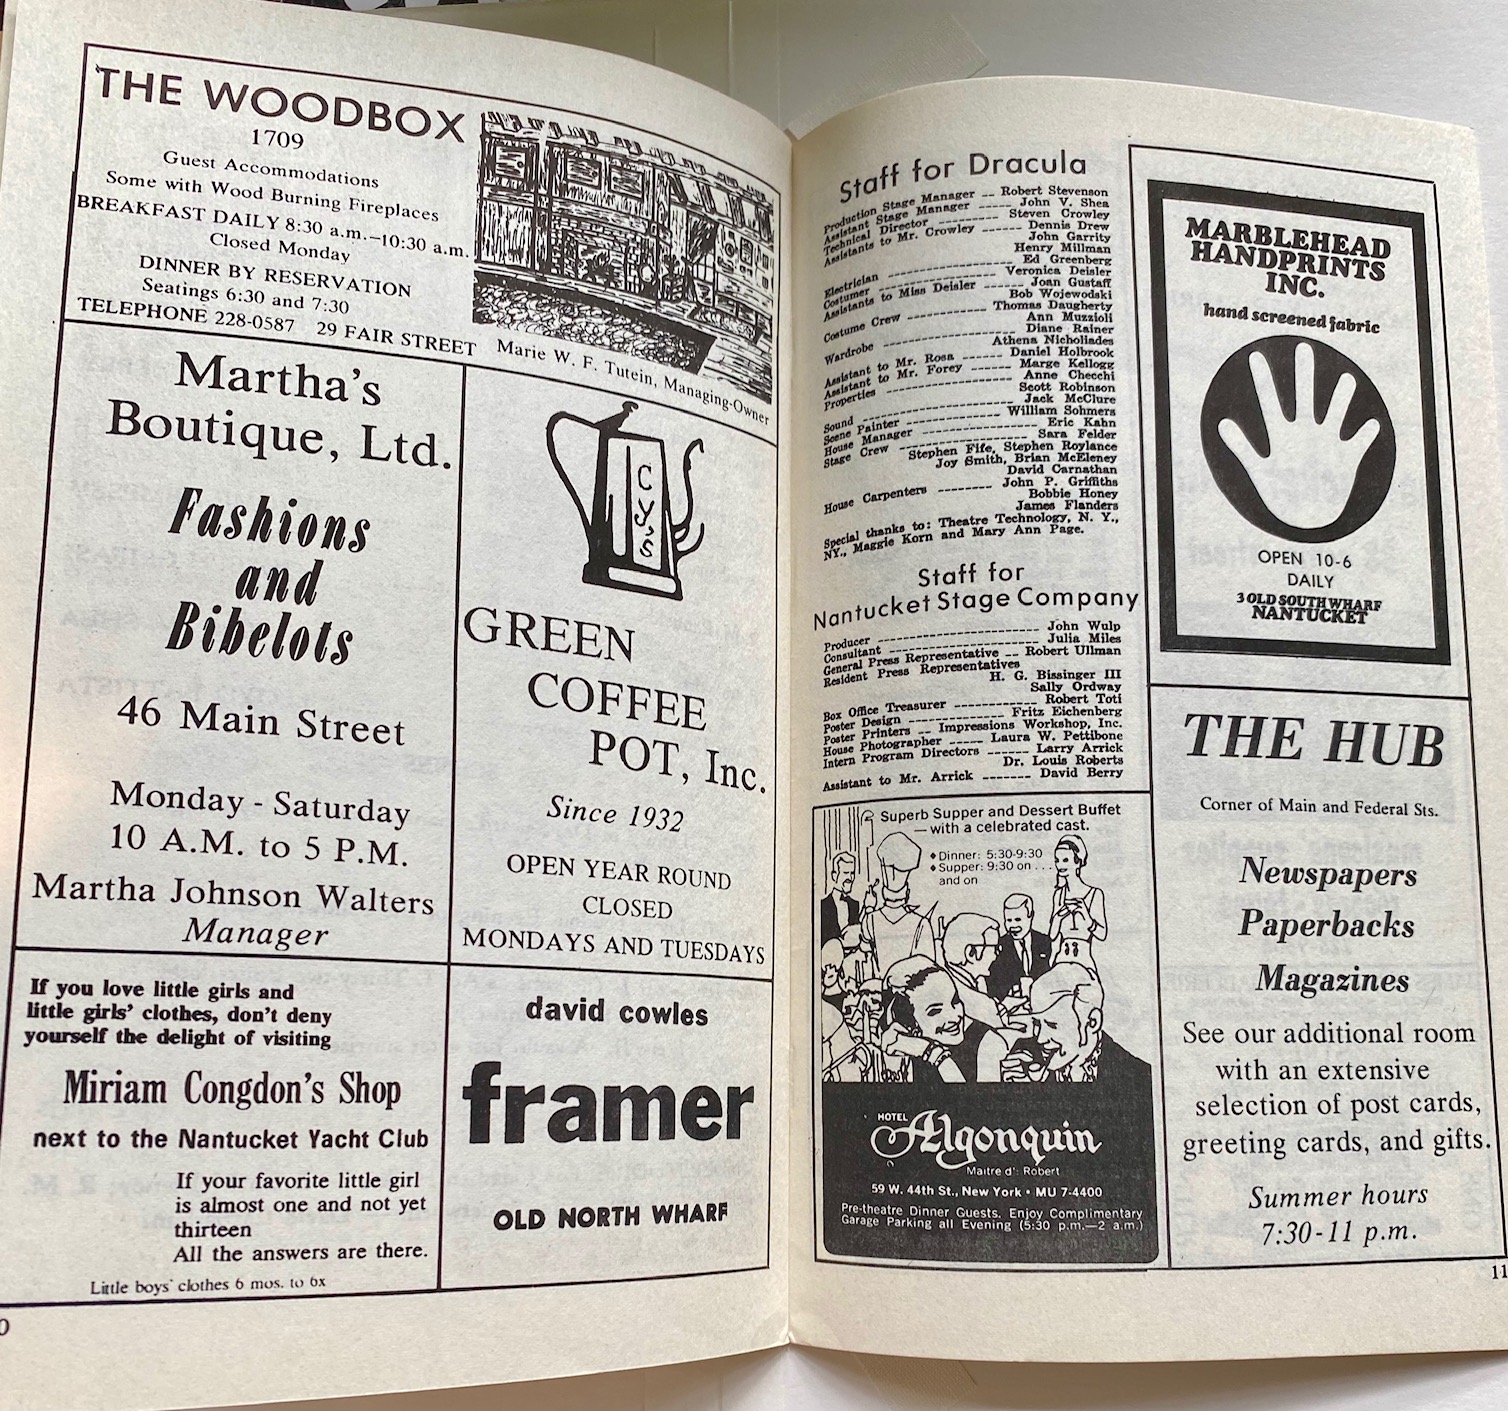 THE WOODBOX
1709
Guest Accommodations
Some with Wood Burning Fireplaces
BREAKFAST DAILY 8:30 a.m.–10:30 a.m.
Closed Monday
DINNER BY RESERVATION
Seatings 6:30 and 7:30
TELEPHONE 228-0587 29 FAIR STREET Marie W. F. Tutein, Managing-Owner
Martha's
Boutique, Ltd.
Fashions
and
Bibelots
46 Main Street
Monday - Saturday
10 A.M. to 5 P.M.
Martha Johnson Walters
Manager
Cy's
GREEN
COFFEE
POT, Inc.
Since 1932
OPEN YEAR ROUND
CLOSED
MONDAYS AND TUESDAYS
If you love little girls and
little girls' clothes, don't deny
yourself the delight of visiting
Miriam Congdon's Shop
next to the Nantucket Yacht Club
If your favorite little girl
is almost one and not yet
thirteen
All the answers are there.
Little boys' clothes 6 mos. to 6x
david cowles
framer
OLD NORTH WHARF
0
Staff for Dracula
Production Stage Manager -- Robert Stevenson
Assistant Stage Manager ----- John V. Shea
Technical Director ---------- Steven Crowley
Assistants to Mr. Crowley ------ Dennis Drew
John Garrity
Henry Millman
Electrician ---------------- Ed Greenberg
Costumer ---------------- Veronica Deisler
Assistants to Miss Deisler ------ Joan Gustaff
Bob Wojewodski
Costume Crew ------------ Thomas Daugherty
Ann Muzzioli
Diane Rainer
Wardrobe ---------------- Athena Nichollades
Assistant to Mr. Rosa ------ Daniel Holbrook
Assistant to Mr. Forey ------ Marge Kellogg
Properties ---------------- Anne Checchi
Scott Robinson
Sound -------------------- Jack McClure
Scene Painter ------------ William Sohmers
House Manager -------------- Eric Kahn
Stage Crew ---------------- Sara Felder
Stephen Fife, Stephen Roylance
Joy Smith, Brian McEleney
David Carnathan
House Carpenters -------- John P. Griffiths
Bobbie Honey
James Flanders
Special thanks to: Theatre Technology, N. Y.,
NY., Maggie Korn and Mary Ann Page.
Staff for
Nantucket Stage Company
Producer ---------------------- John Wulp
Consultant -------------------- Julia Miles
General Press Representative -- Robert Ullman
Resident Press Representatives
H. G. Bissinger III
Sally Ordway
Box Office Treasurer ---------- Robert Toti
Poster Design -------------- Fritz Eichenberg
Poster Printers -- Impressions Workshop, Inc.
House Photographer ----- Laura W. Pettibone
Intern Program Directors ------ Larry Arrick
Dr. Louis Roberts
Assistant to Mr. Arrick ------- David Berry
Superb Supper and Dessert Buffet
— with a celebrated cast.
♦ Dinner: 5:30-9:30
♦ Supper: 9:30 on . . .
and on
HOTEL
Algonquin
Maitre d': Robert
59 W. 44th St., New York • MU 7-4400
Pre-theatre Dinner Guests. Enjoy Complimentary
Garage Parking all Evening (5:30 p.m.—2 a.m.)
MARBLEHEAD
HANDPRINTS
INC.
hand screened fabric
OPEN 10-6
DAILY
3 OLD SOUTH WHARF
NANTUCKET
THE HUB
Corner of Main and Federal Sts.
Newspapers
Paperbacks
Magazines
See our additional room
with an extensive
selection of post cards,
greeting cards, and gifts.
Summer hours
7:30-11 p.m.
11